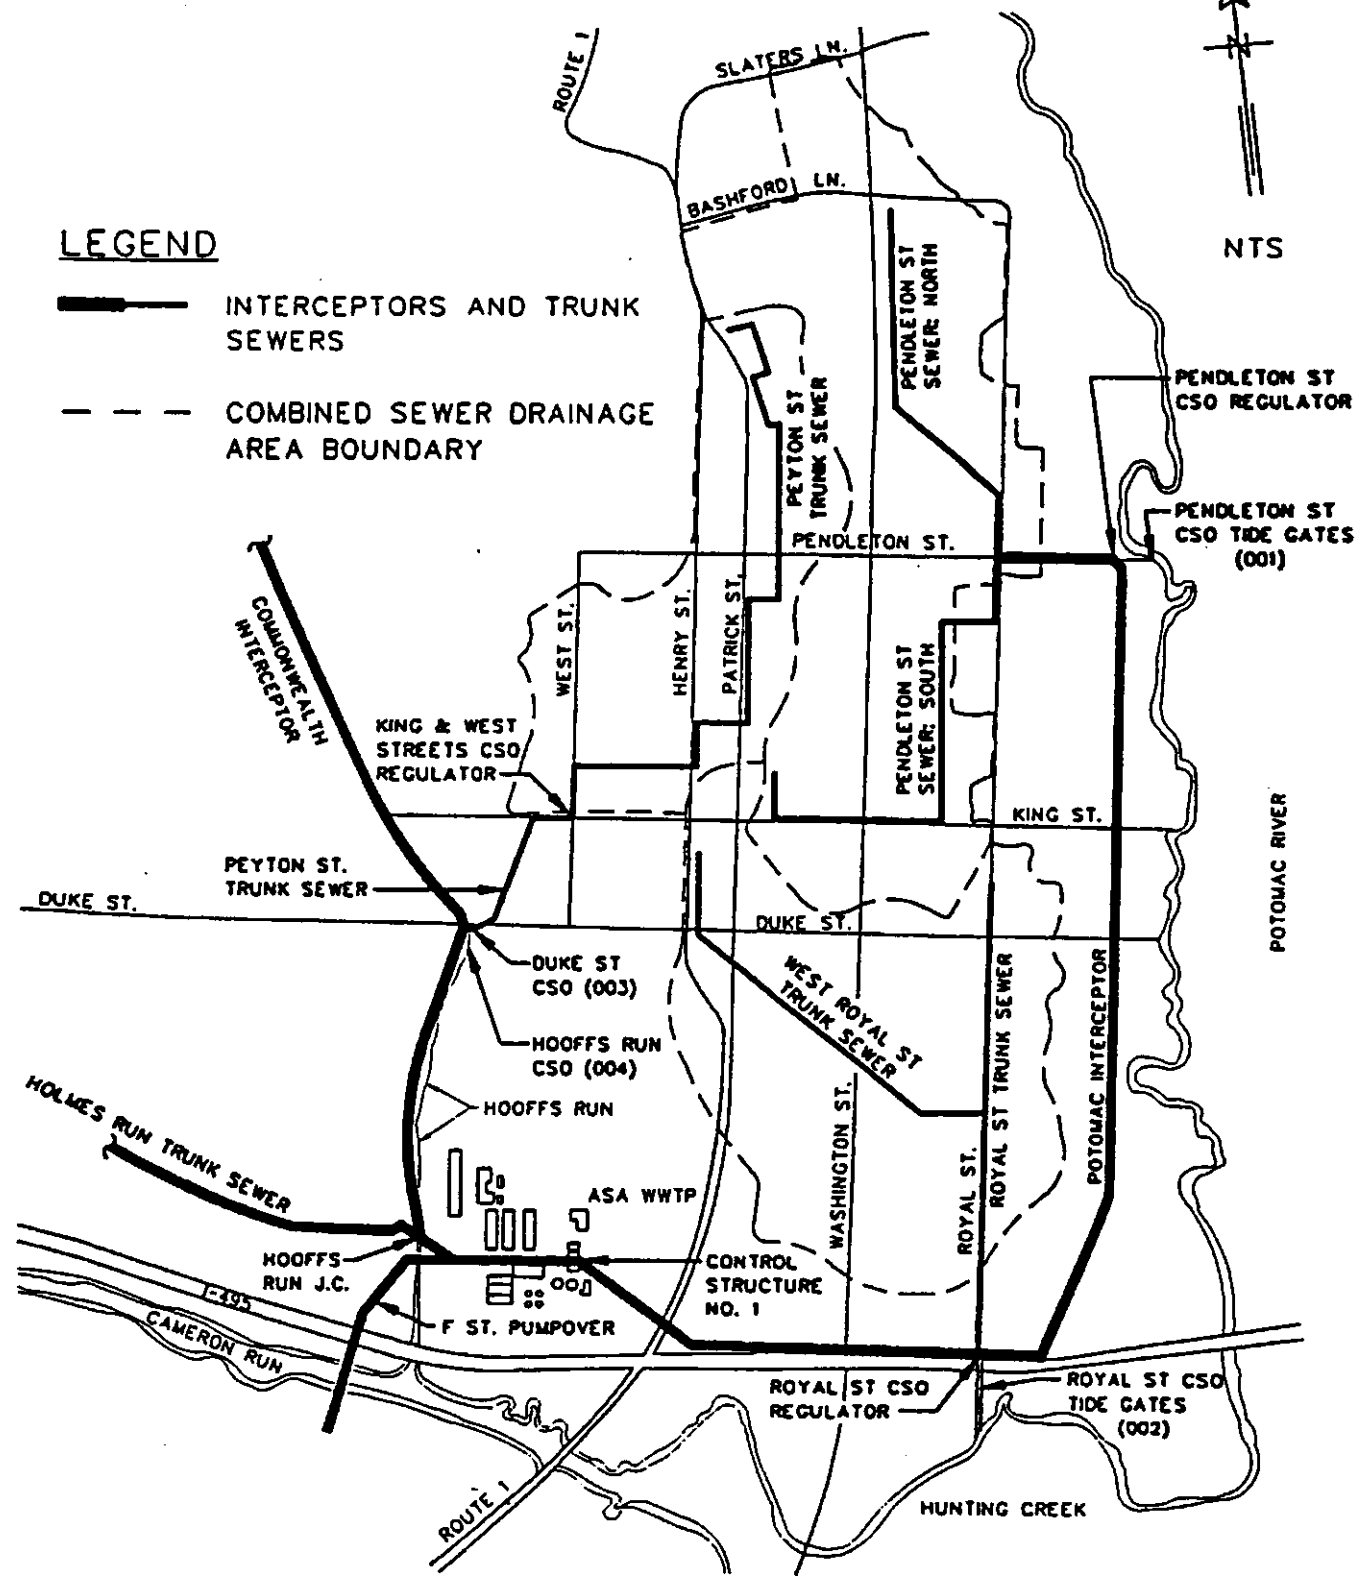 ROUTE 1
SLATERS LN.
N
BASHFORD LN.
NTS
LEGEND
INTERCEPTORS AND TRUNK
SEWERS
COMBINED SEWER DRAINAGE
AREA BOUNDARY
PENDLETON ST
SEWER: NORTH
PEYTON ST
TRUNK SEWER
PENDLETON ST
CSO REGULATOR
PENDLETON ST
CSO TIDE GATES
(001)
PENDLETON ST.
COMMONWEALTH
INTERCEPTOR
WEST ST.
HENRY ST.
PATRICK ST.
PENDLETON ST
SEWER: SOUTH
KING & WEST
STREETS CSO
REGULATOR
KING ST.
POTOMAC RIVER
PEYTON ST.
TRUNK SEWER
DUKE ST.
DUKE ST.
DUKE ST
CSO (003)
WEST ROYAL ST
TRUNK SEWER
ROYAL ST TRUNK SEWER
POTOMAC INTERCEPTOR
HOOFFS RUN
CSO (004)
HOOFFS RUN
HOLMES RUN TRUNK SEWER
WASHINGTON ST.
ROYAL ST.
ASA WWTP
HOOFFS
RUN J.C.
CONTROL
STRUCTURE
NO. 1
I-495
F ST. PUMPOVER
CAMERON RUN
ROYAL ST CSO
REGULATOR
ROYAL ST CSO
TIDE GATES
(002)
ROUTE 1
HUNTING CREEK